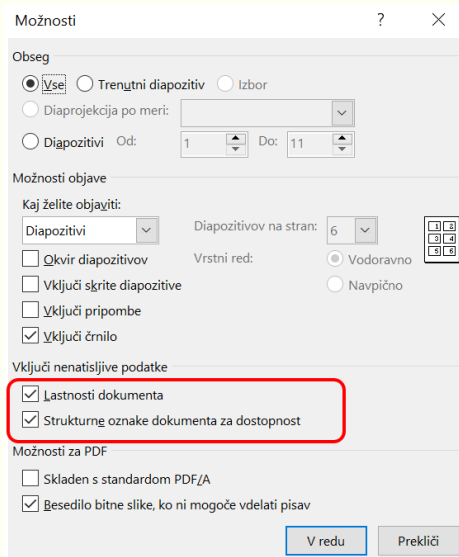 Možnosti ? ×
Obseg
Vse Trenutni diapozitiv Izbor
Diaprojekcija po meri:
Diapozitivi Od: 1 Do: 11
Možnosti objave
Kaj želite objaviti:
Diapozitivi Diapozitivov na stran: 6
Okvir diapozitivov Vrstni red: Vodoravno
Vključi skrite diapozitive Navpično
Vključi pripombe
Vključi črnilo
1 2
3 4
5 6
Vključi nenatisljive podatke
Lastnosti dokumenta
Strukturne oznake dokumenta za dostopnost
Možnosti za PDF
Skladen s standardom PDF/A
Besedilo bitne slike, ko ni mogoče vdelati pisav
V redu Prekliči